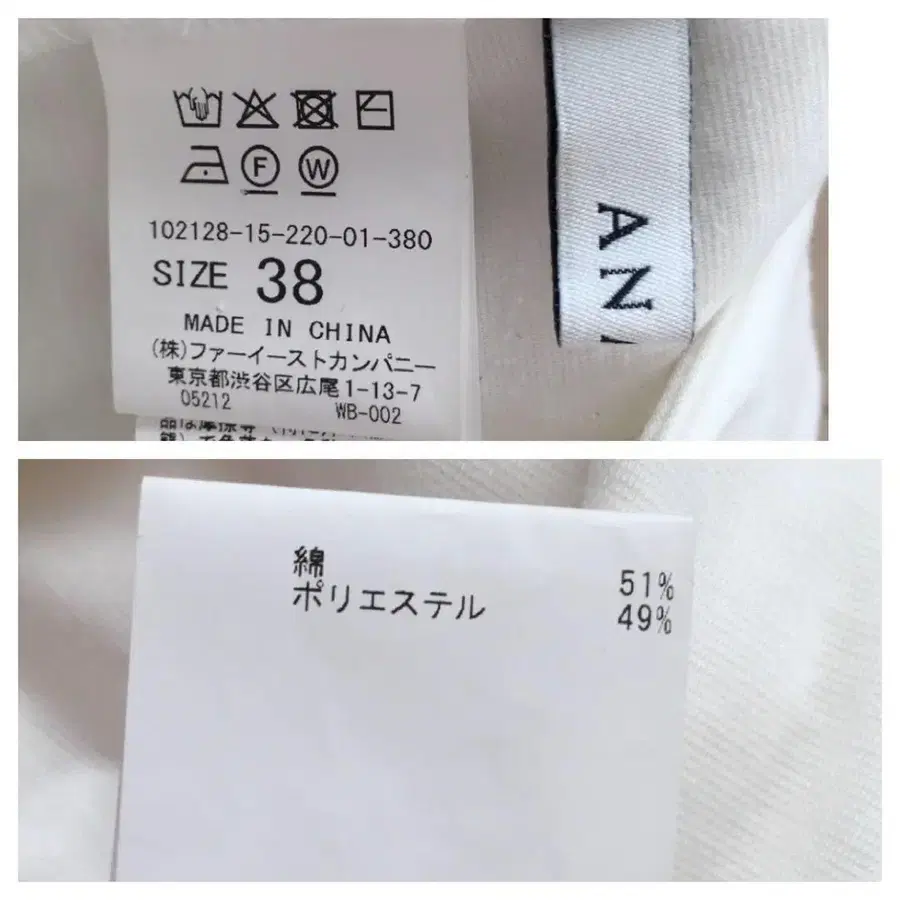 F W
102128-15-220-01-380
SIZE 38
MADE IN CHINA
(株)ファーイーストカンパニー
東京都渋谷区広尾1-13-7
05212 WB-002
AN
綿 51%
ポリエステル 49%